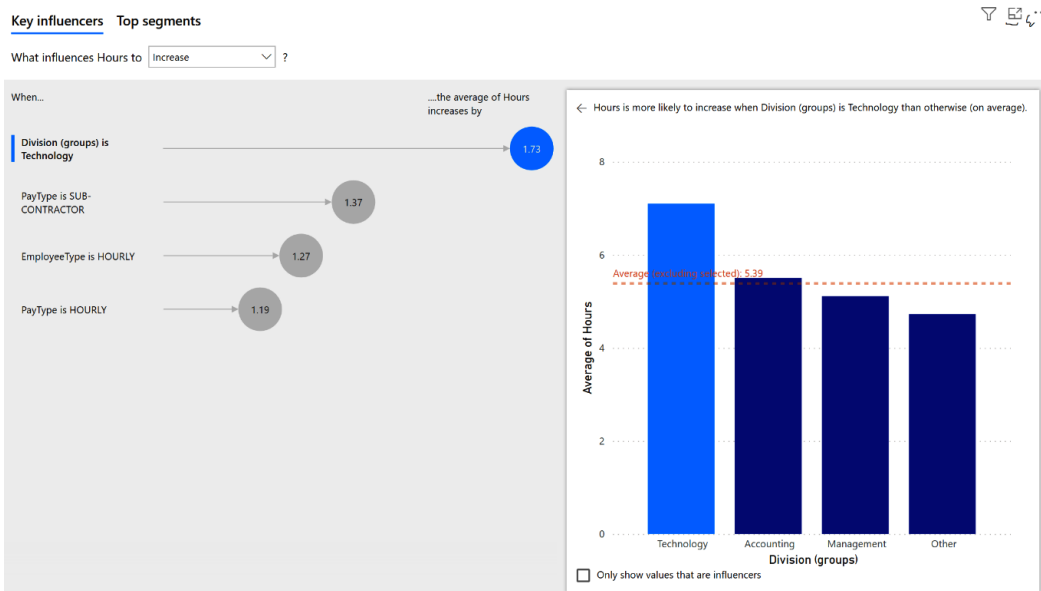 Key influencers Top segments
What influences Hours to Increase ?
When...
....the average of Hours
increases by
Division (groups) is
Technology
1.73
PayType is SUB-
CONTRACTOR
1.37
EmployeeType is HOURLY
1.27
PayType is HOURLY
1.19
Hours is more likely to increase when Division (groups) is Technology than otherwise (on average).
8
6
Average (excluding selected): 5.39
4
2
0
Average of Hours
Technology Accounting Management Other
Division (groups)
Only show values that are influencers